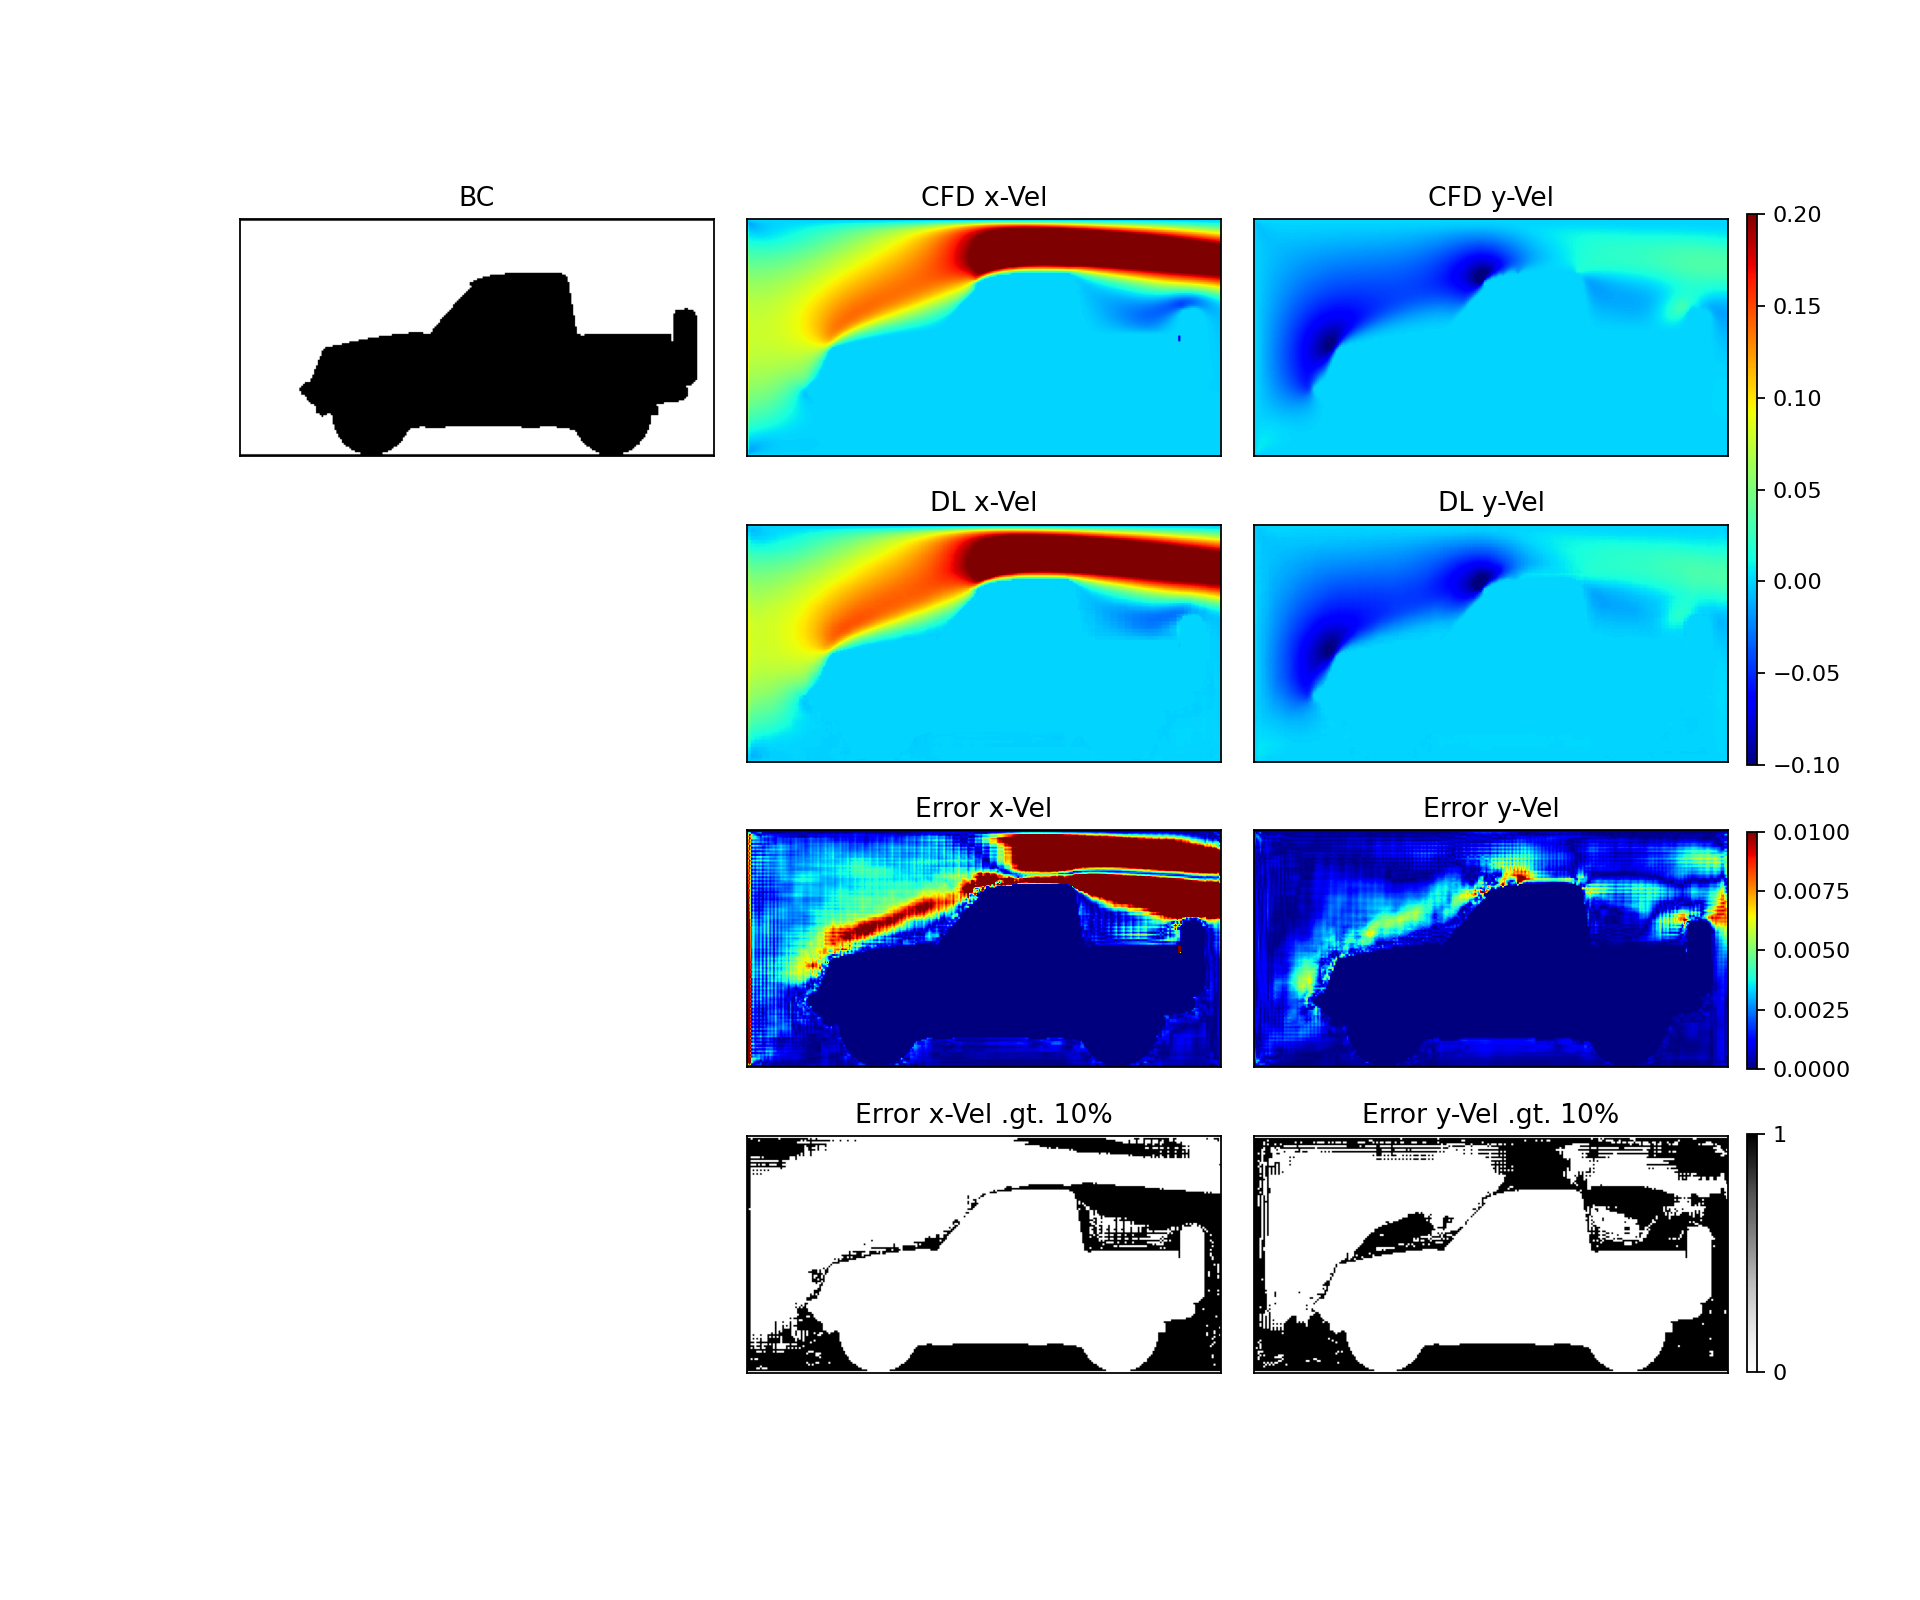 BC
CFD x-Vel
CFD y-Vel
0.20
0.15
0.10
0.05
0.00
−0.05
−0.10
DL x-Vel
DL y-Vel
Error x-Vel
Error y-Vel
0.0100
0.0075
0.0050
0.0025
0.0000
Error x-Vel .gt. 10%
Error y-Vel .gt. 10%
1
0